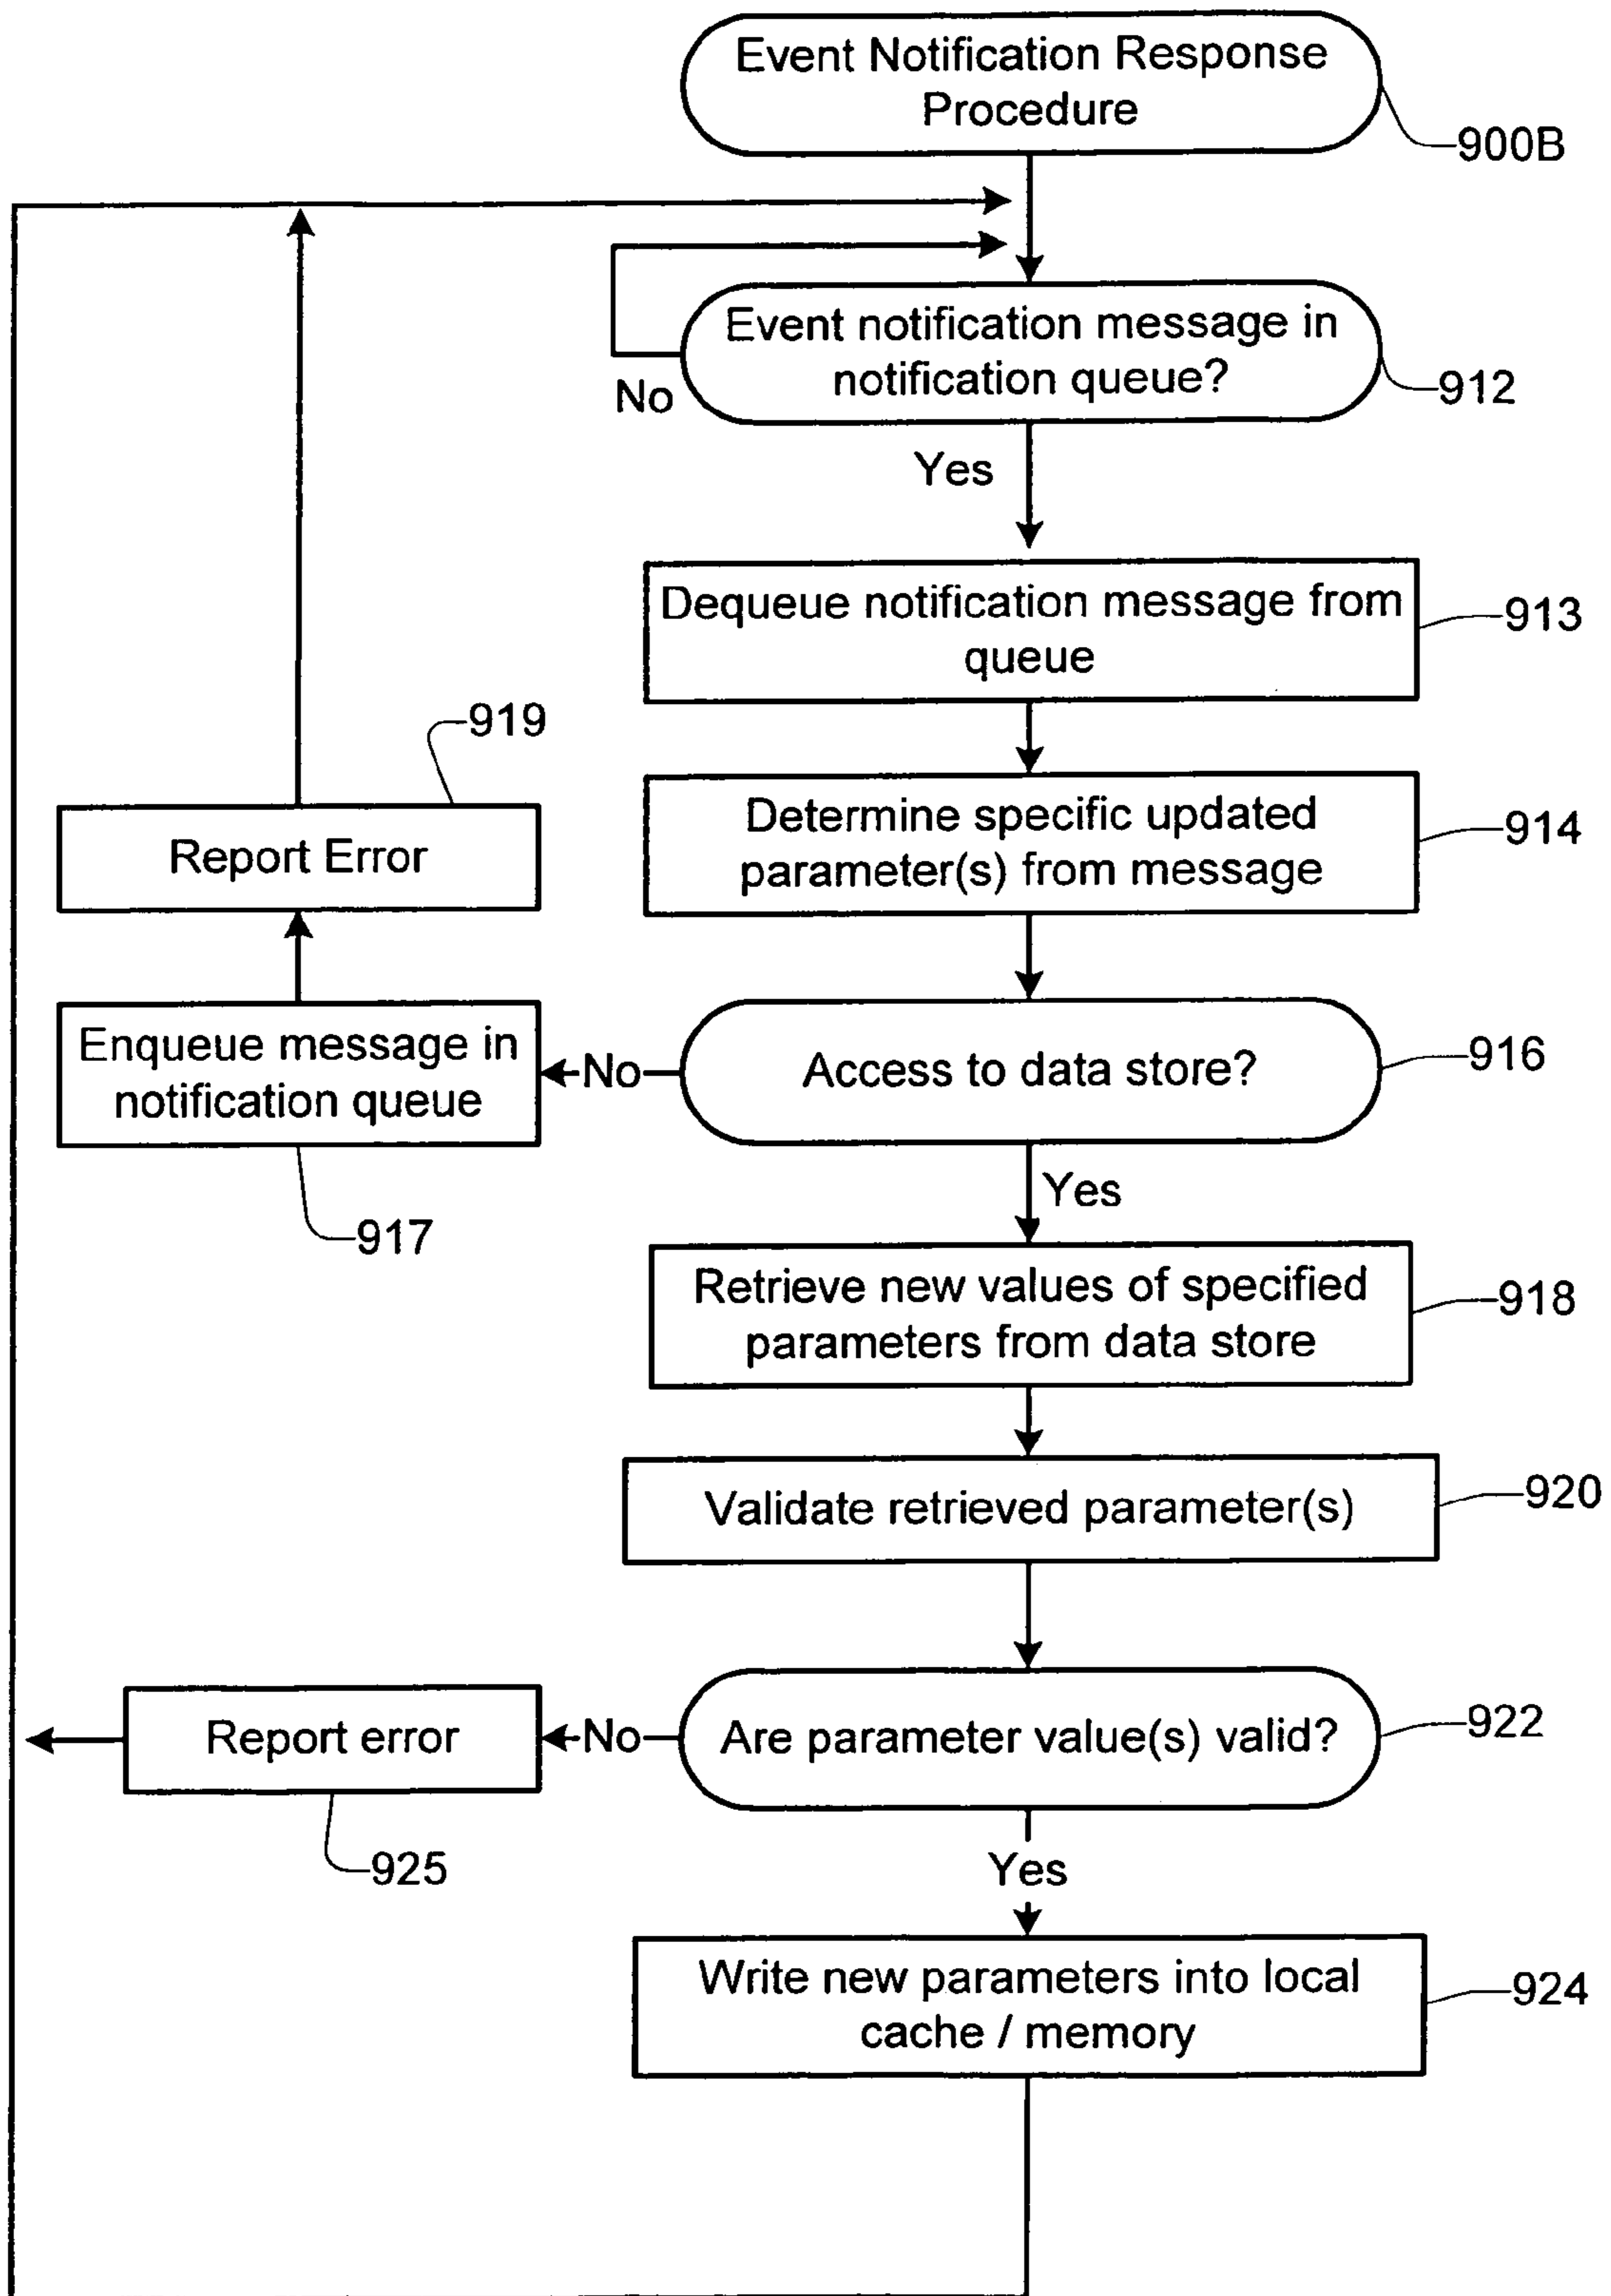 Event Notification Response
Procedure
900B
Event notification message in
notification queue?
912
No
Yes
Dequeue notification message from
queue
913
919
Report Error
Determine specific updated
parameter(s) from message
914
Enqueue message in
notification queue
917
No
Access to data store?
916
Yes
Retrieve new values of specified
parameters from data store
918
Validate retrieved parameter(s)
920
Report error
925
No
Are parameter value(s) valid?
922
Yes
Write new parameters into local
cache / memory
924